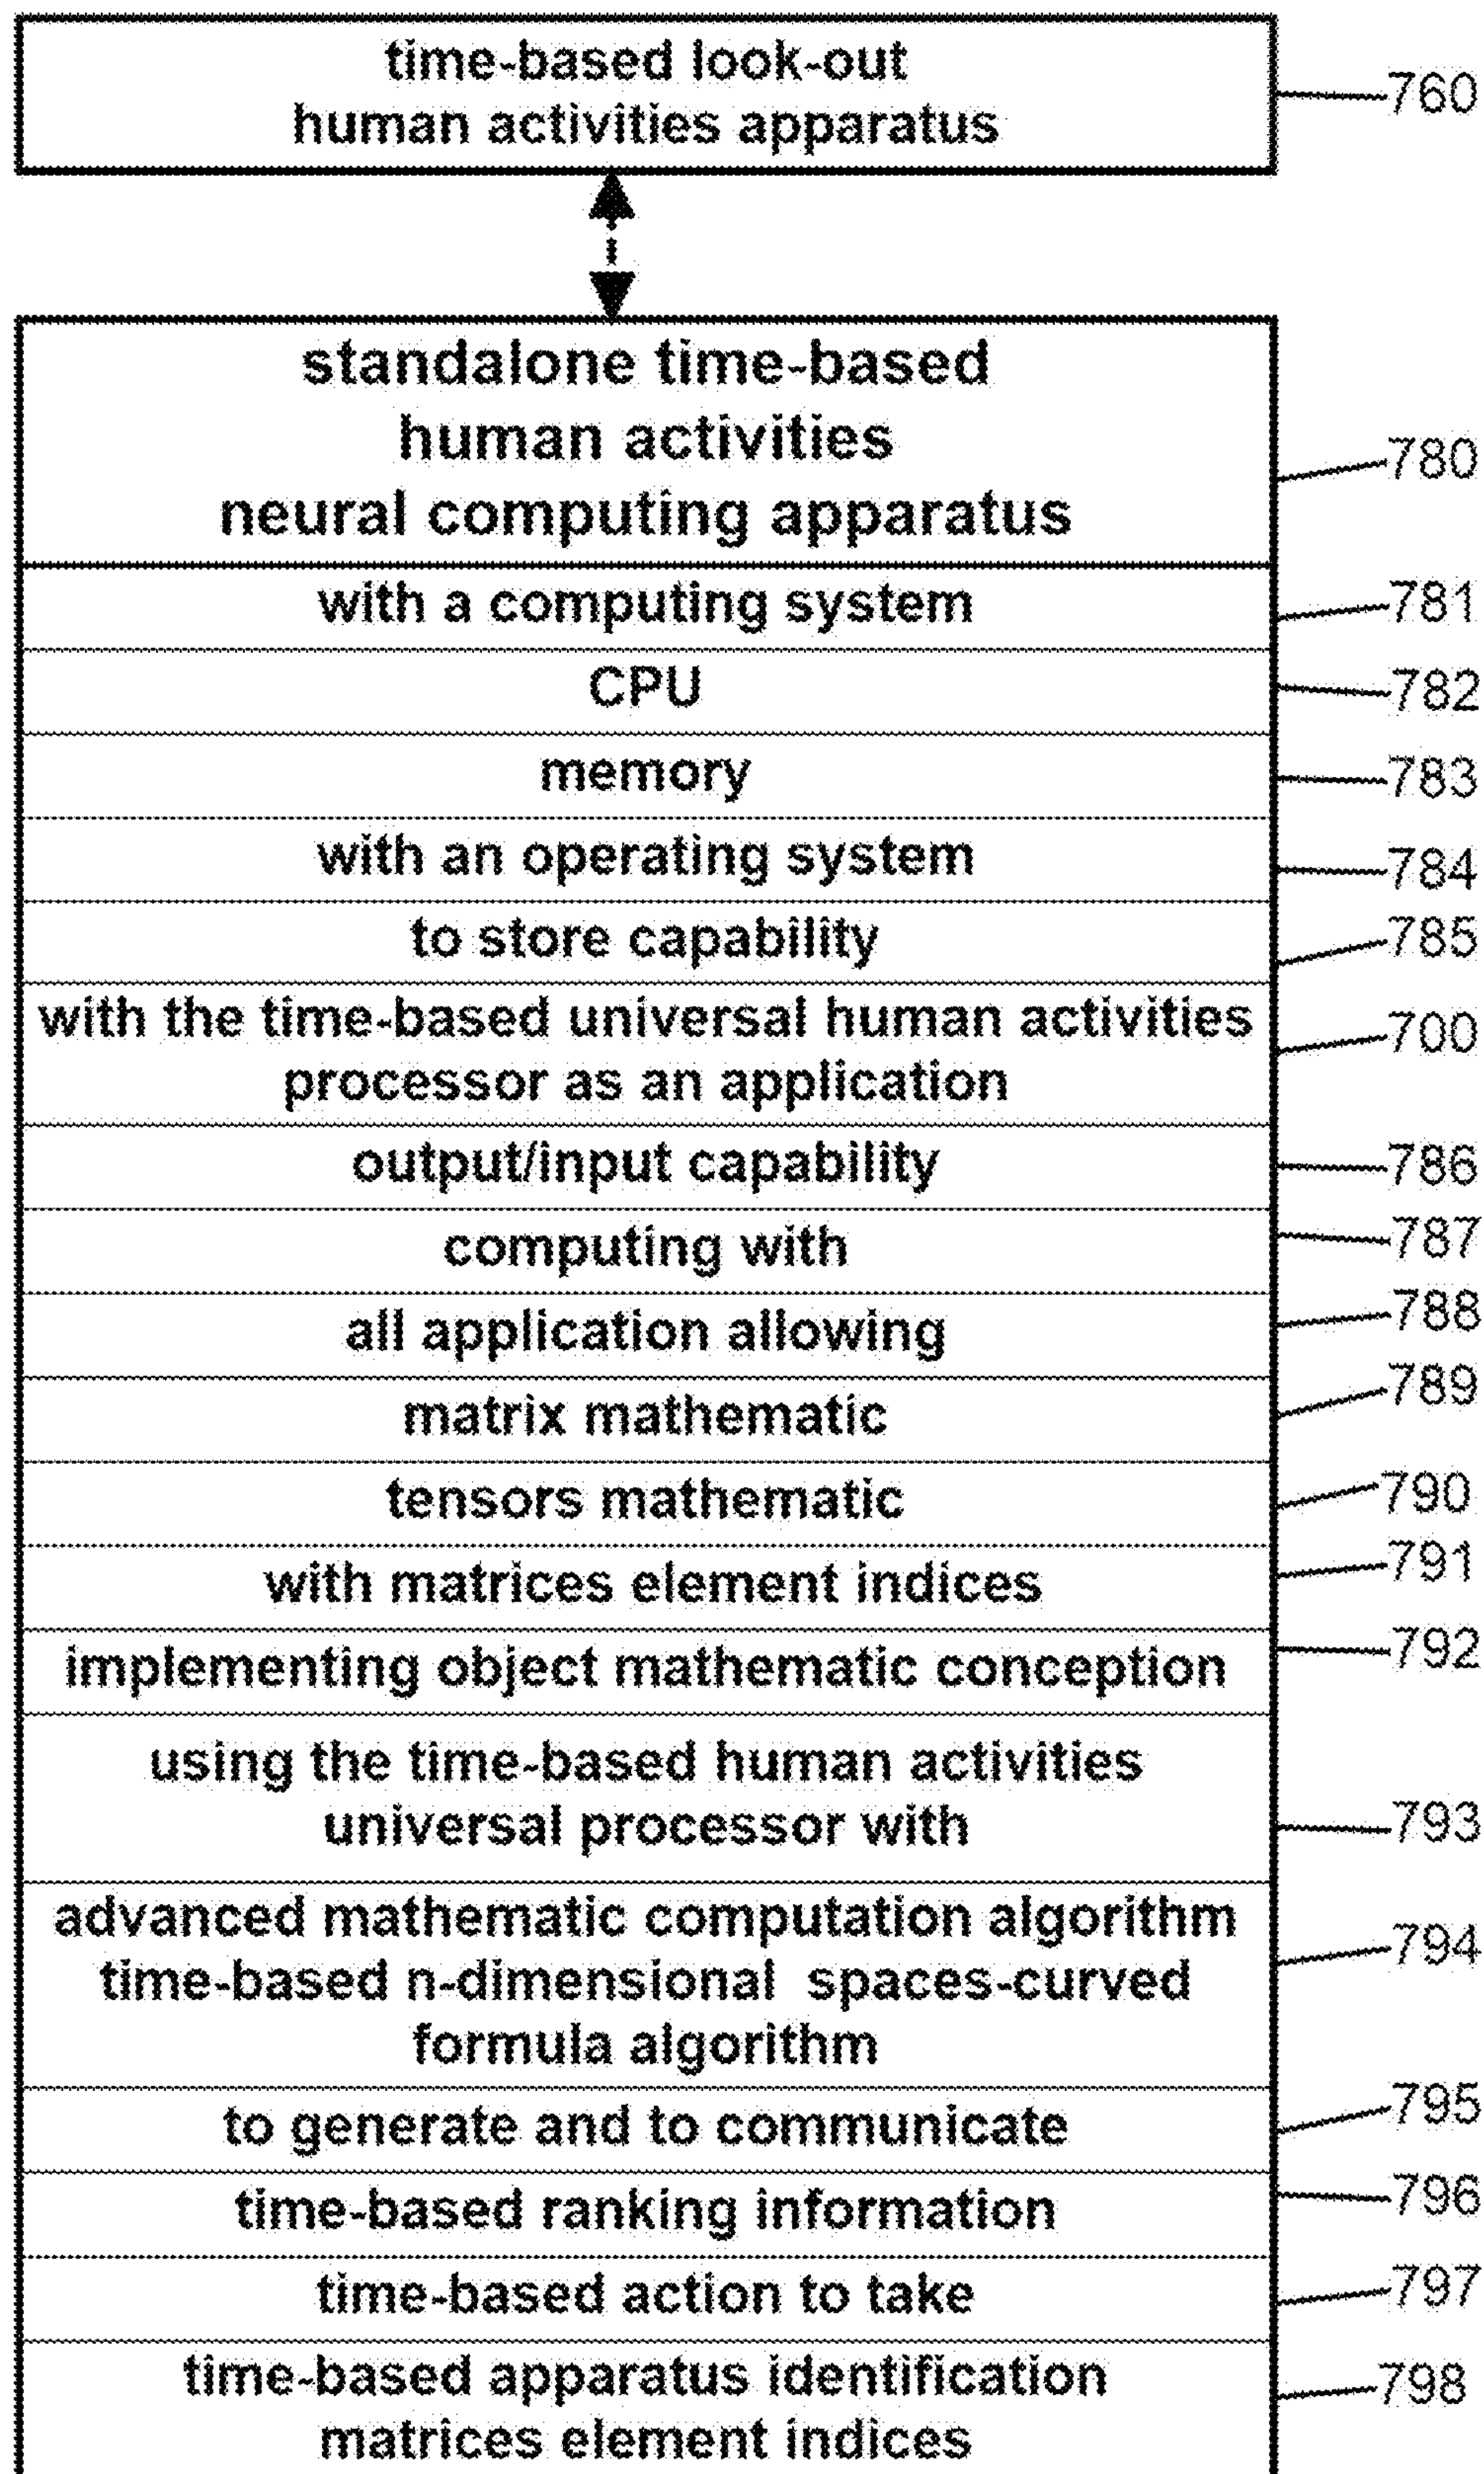 time-based look-out
human activities apparatus
760
standalone time-based
human activities
neural computing apparatus
780
with a computing system
781
CPU
782
memory
783
with an operating system
784
to store capability
785
with the time-based universal human activities
processor as an application
700
output/input capability
786
computing with
787
all application allowing
788
matrix mathematic
789
tensors mathematic
790
with matrices element indices
791
implementing object mathematic conception
792
using the time-based human activities
universal processor with
793
advanced mathematic computation algorithm
time-based n-dimensional spaces-curved
formula algorithm
794
to generate and to communicate
795
time-based ranking information
796
time-based action to take
797
time-based apparatus identification
matrices element indices
798